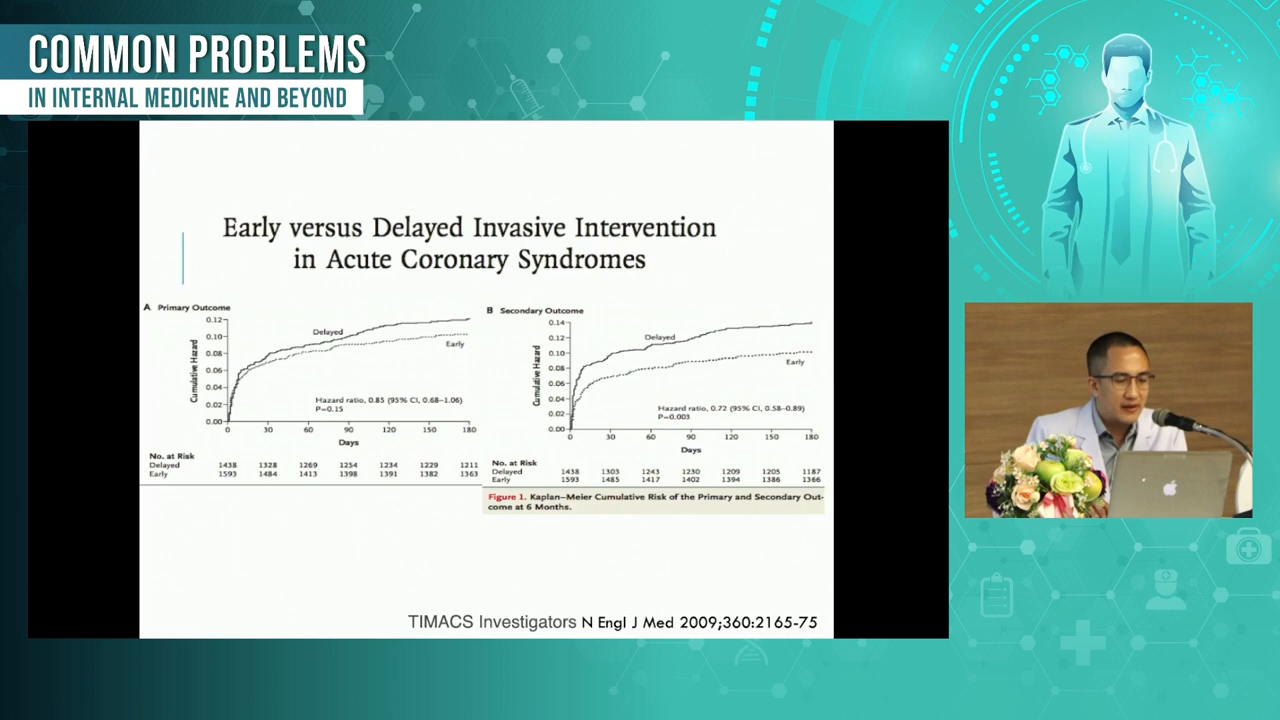 COMMON PROBLEMS
IN INTERNAL MEDICINE AND BEYOND
Early versus Delayed Invasive Intervention
in Acute Coronary Syndromes
A Primary Outcome
0.12
0.10
0.08
0.06
0.04
0.02
0.00
Cumulative Hazard
Delayed
Early
Hazard ratio, 0.85 (95% CI, 0.68–1.06)
P=0.15
0 30 60 90 120 150 180
Days
No. at Risk
Delayed 1438 1328 1269 1254 1234 1229 1211
Early 1593 1484 1413 1398 1391 1382 1363
B Secondary Outcome
0.14
0.12
0.10
0.08
0.06
0.04
0.02
0.00
Cumulative Hazard
Delayed
Early
Hazard ratio, 0.72 (95% CI, 0.58–0.89)
P=0.003
0 30 60 90 120 150 180
Days
No. at Risk
Delayed 1438 1303 1243 1230 1209 1205 1187
Early 1593 1485 1417 1402 1394 1386 1366
Figure 1. Kaplan–Meier Cumulative Risk of the Primary and Secondary Out-
come at 6 Months.
TIMACS Investigators N Engl J Med 2009;360:2165-75